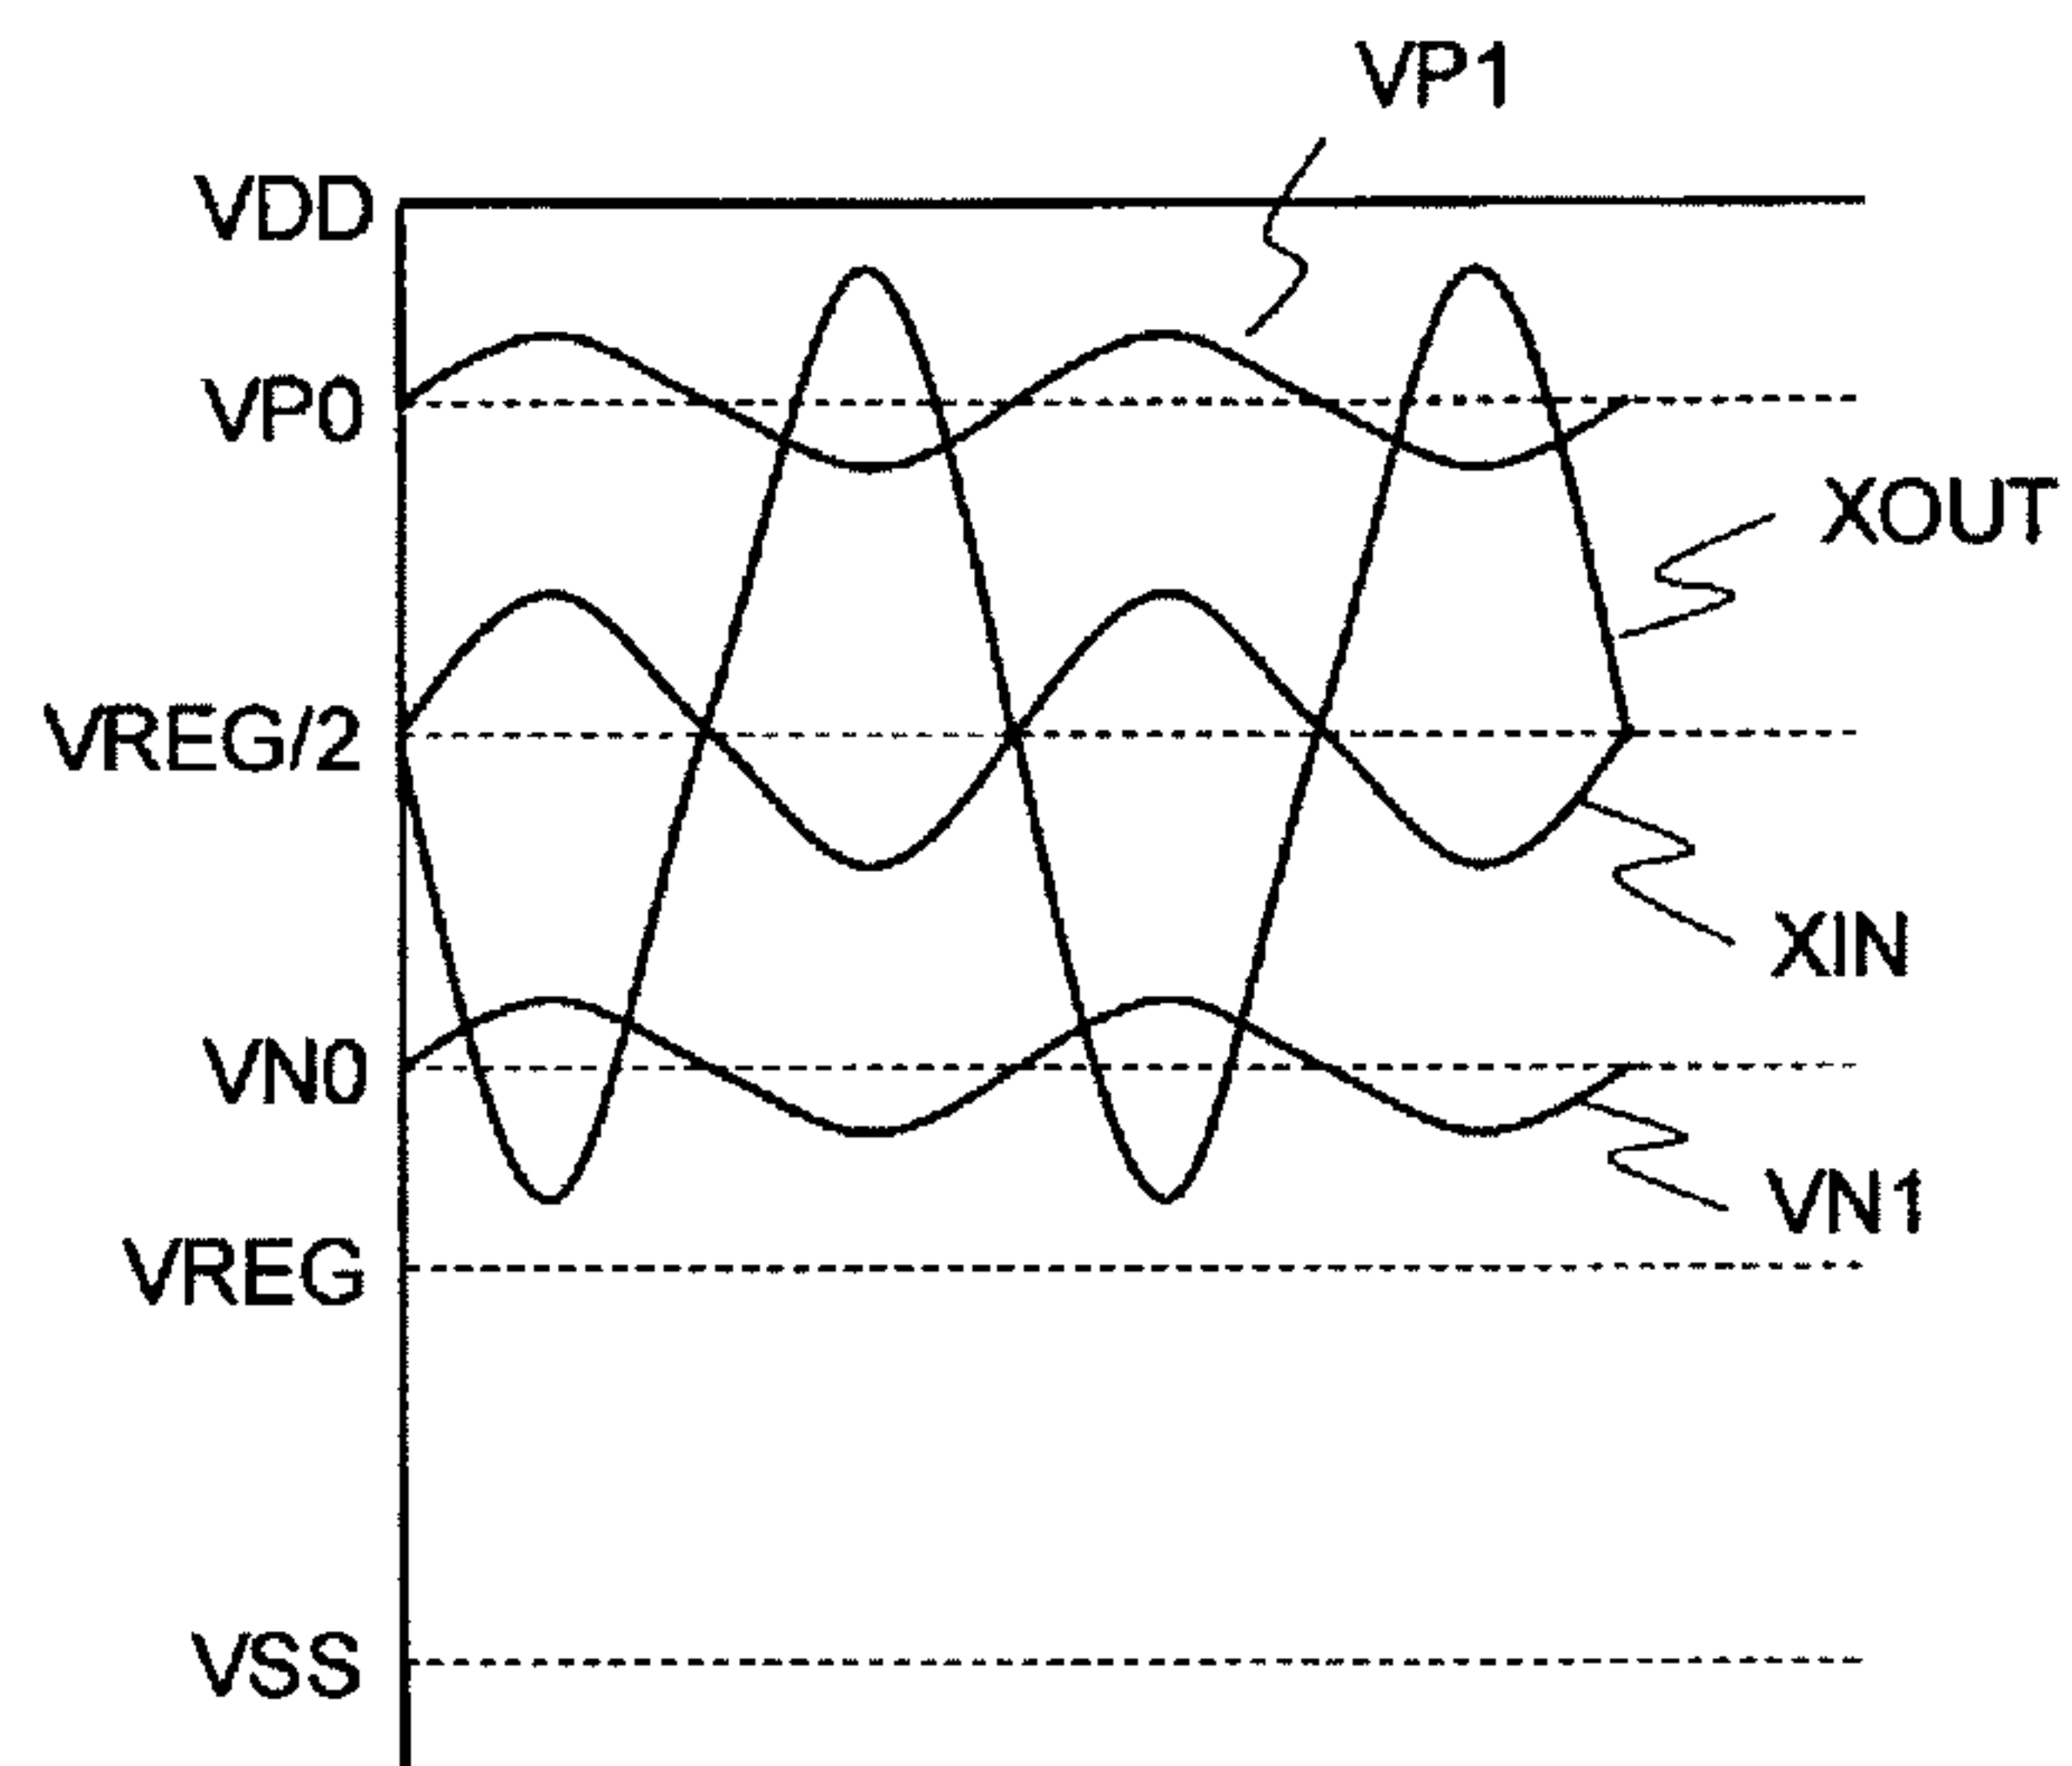 VP1
VDD
VP0
XOUT
VREG/2
XIN
VN0
VN1
VREG
VSS